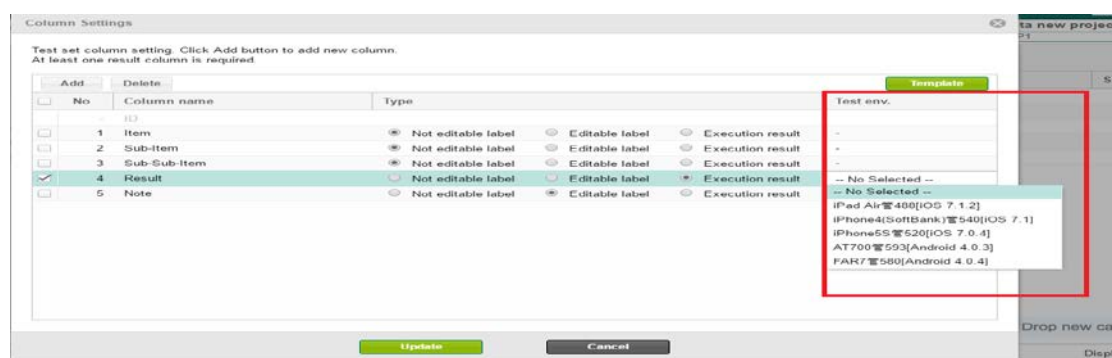 Column Settings
ta new projec
P1
Test set column setting. Click Add button to add new column.
At least one result column is required.
Add Delete Template
S
No Column name Type Test env.
- ID
1 Item Not editable label Editable label Execution result -
2 Sub-Item Not editable label Editable label Execution result -
3 Sub-Sub-Item Not editable label Editable label Execution result -
4 Result Not editable label Editable label Execution result -- No Selected --
5 Note Not editable label Editable label Execution result
-- No Selected --
iPad Air管488[iOS 7.1.2]
iPhone4(SoftBank)管540[iOS 7.1]
iPhone5S管520[iOS 7.0.4]
AT700管593[Android 4.0.3]
FAR7管580[Android 4.0.4]
Drop new ca
Update Cancel
Disp